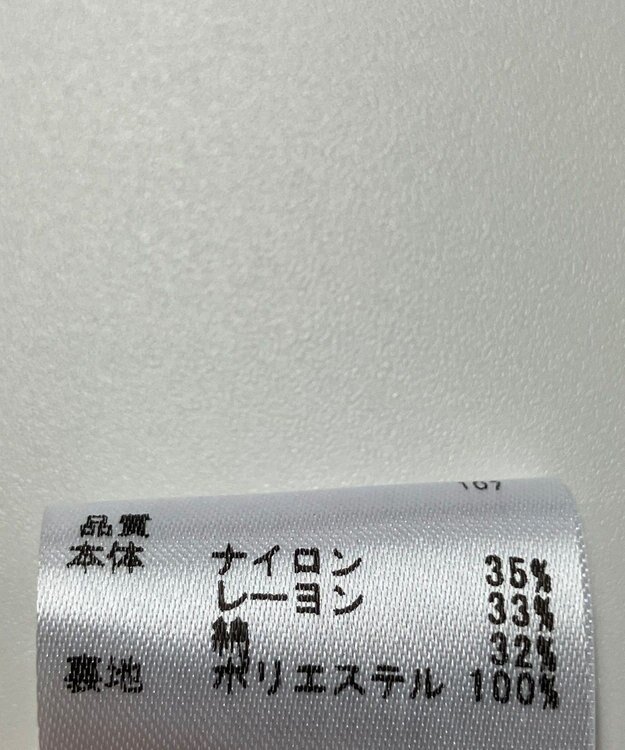 品質
本体 ナイロン 35%
レーヨン 33%
綿 32%
裏地 ポリエステル 100%